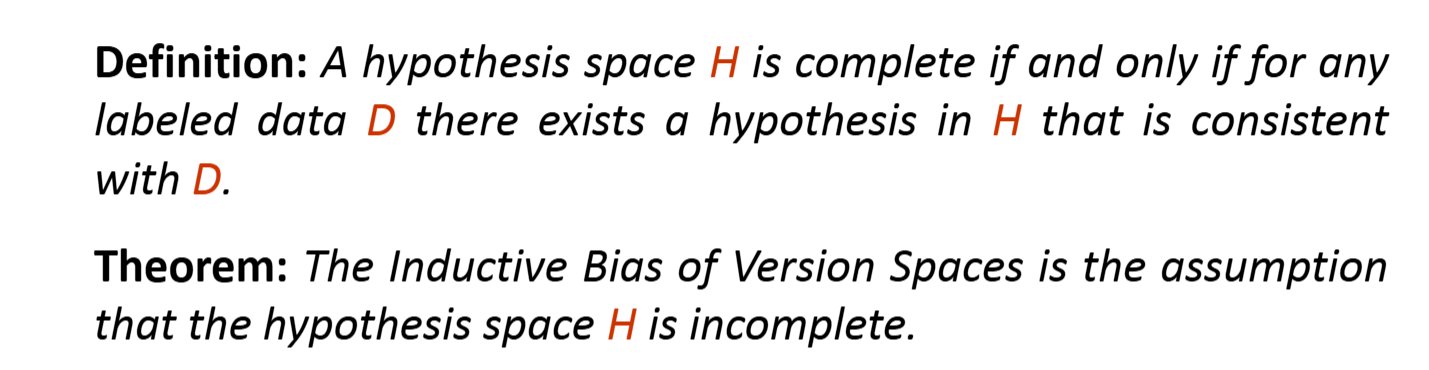 Definition: A hypothesis space H is complete if and only if for any
labeled data D there exists a hypothesis in H that is consistent
with D.
Theorem: The Inductive Bias of Version Spaces is the assumption
that the hypothesis space H is incomplete.